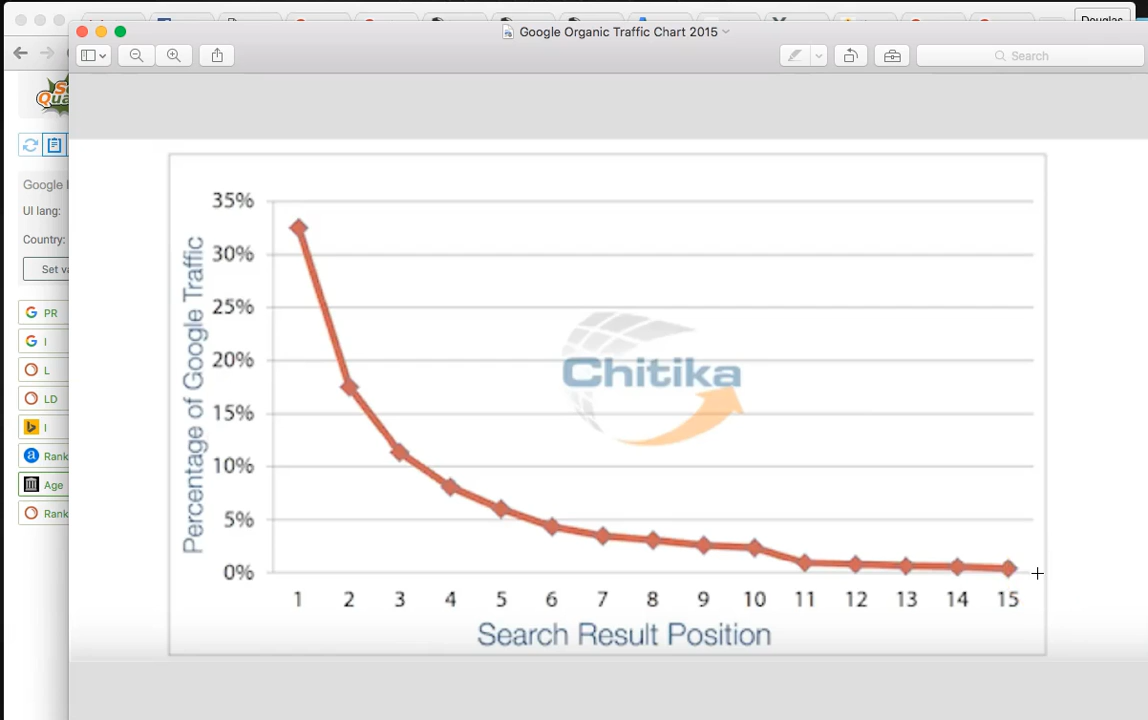 Douglas
Google Organic Traffic Chart 2015
Search
Google
UI lang:
Country:
Set
PR
I
L
LD
I
Rank
Age
Rank
35%
30%
25%
20%
15%
10%
5%
0%
Percentage of Google Traffic
Chitika
1 2 3 4 5 6 7 8 9 10 11 12 13 14 15
Search Result Position